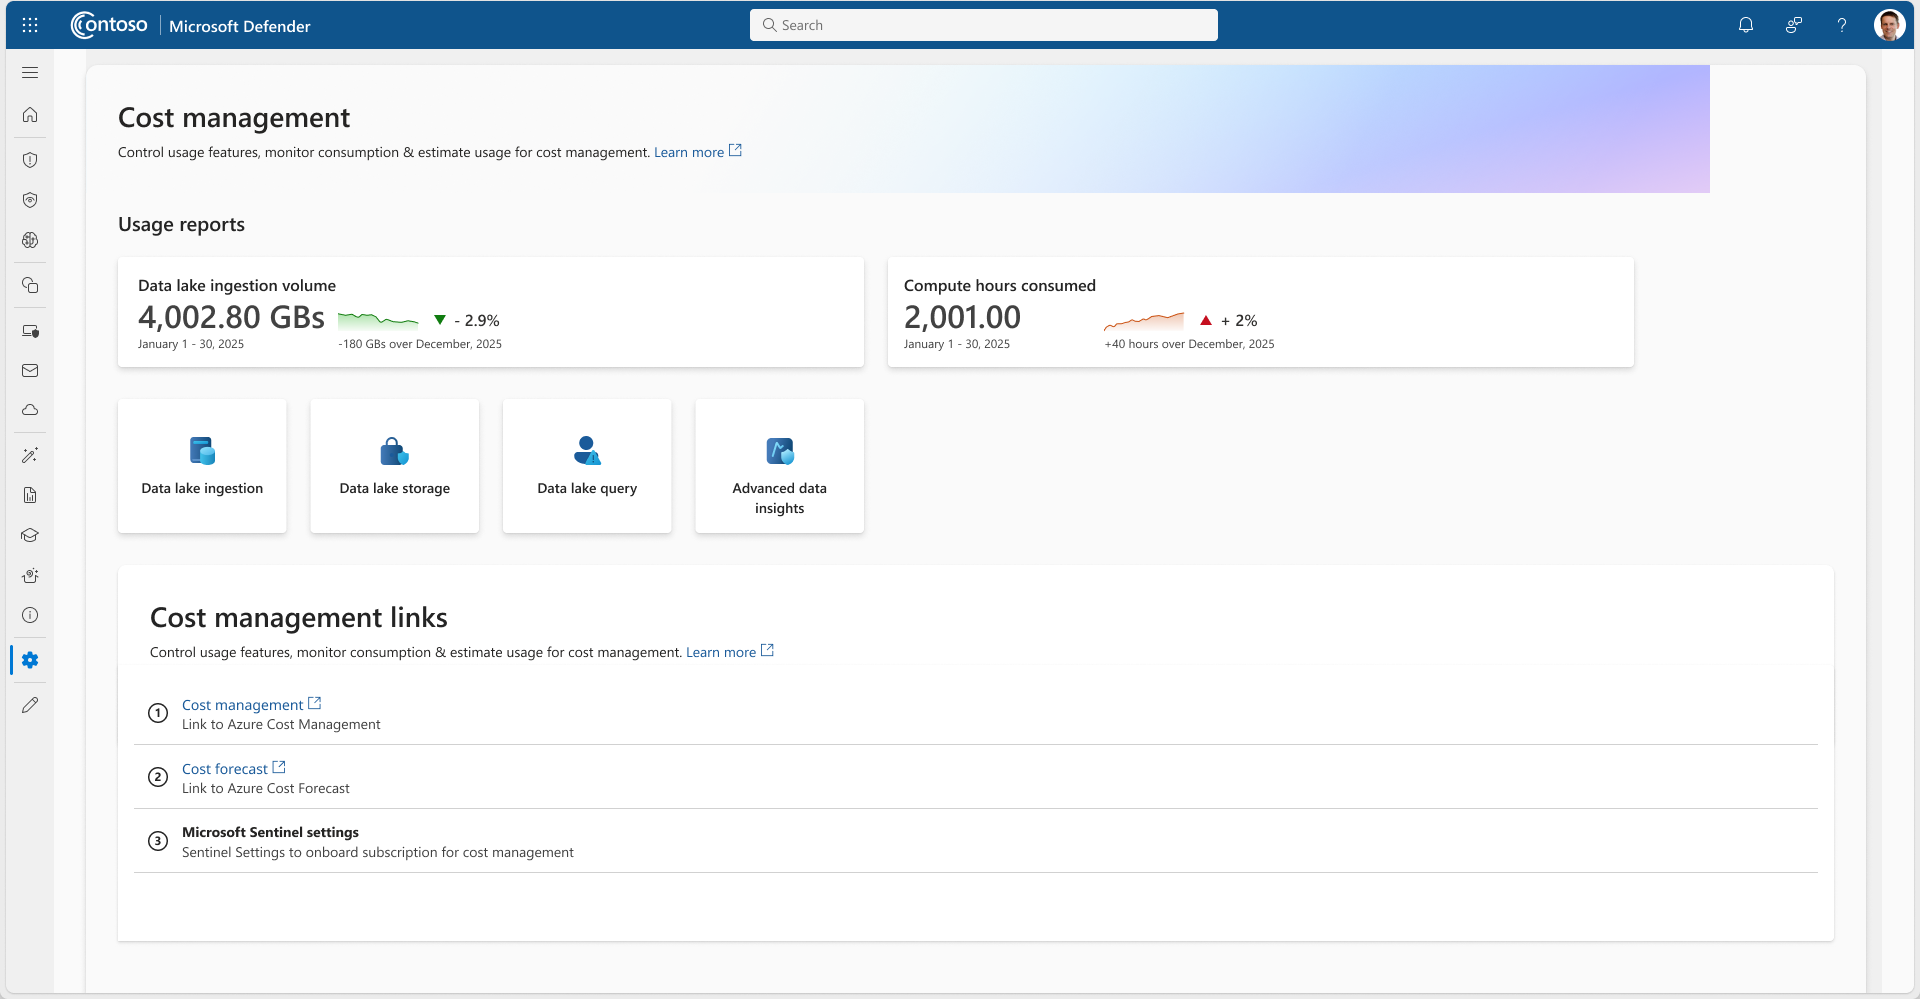 Contoso
Microsoft Defender
Search
Cost management
Control usage features, monitor consumption & estimate usage for cost management. Learn more
Usage reports
Data lake ingestion volume
4,002.80 GBs
- 2.9%
January 1 - 30, 2025
-180 GBs over December, 2025
Compute hours consumed
2,001.00
+ 2%
January 1 - 30, 2025
+40 hours over December, 2025
Data lake ingestion
Data lake storage
Data lake query
Advanced data
insights
Cost management links
Control usage features, monitor consumption & estimate usage for cost management. Learn more
1
Cost management
Link to Azure Cost Management
2
Cost forecast
Link to Azure Cost Forecast
3
Microsoft Sentinel settings
Sentinel Settings to onboard subscription for cost management